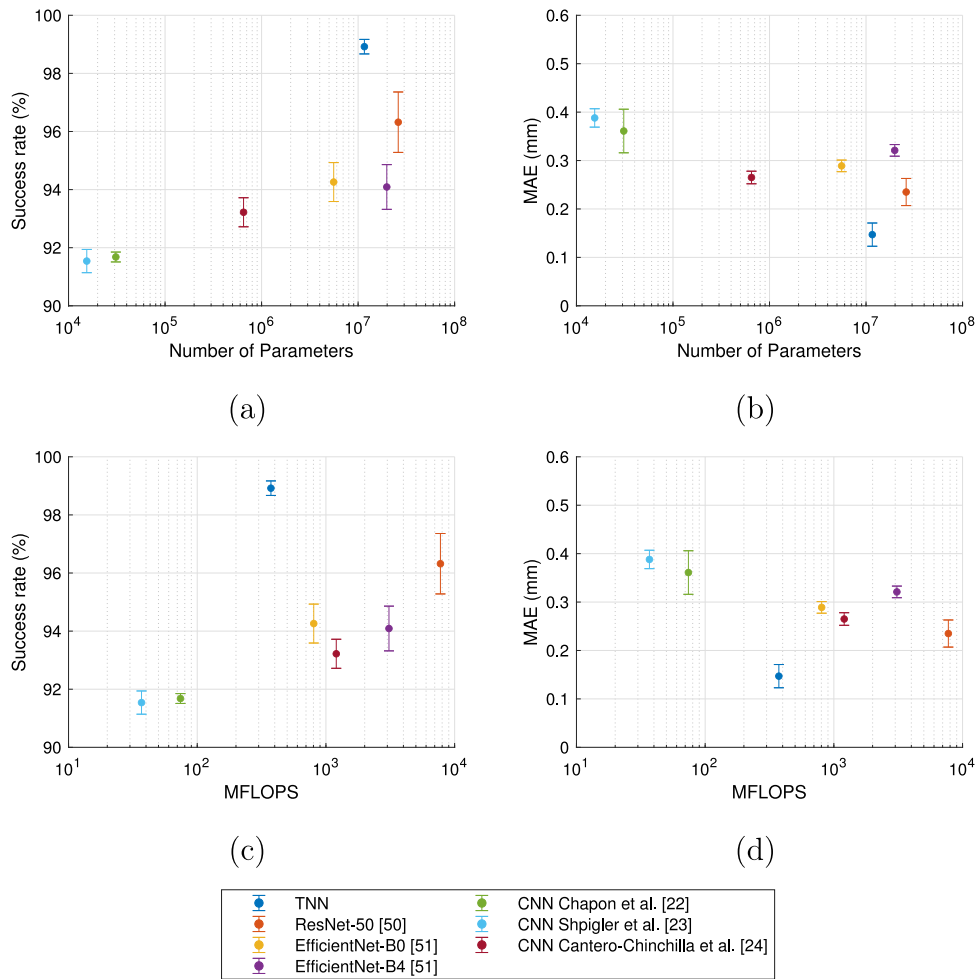 100
98
96
94
92
90
Success rate (%)
10^4 10^5 10^6 10^7 10^8
Number of Parameters
(a)
0.6
0.5
0.4
0.3
0.2
0.1
0
MAE (mm)
10^4 10^5 10^6 10^7 10^8
Number of Parameters
(b)
100
98
96
94
92
90
Success rate (%)
10^1 10^2 10^3 10^4
MFLOPS
(c)
0.6
0.5
0.4
0.3
0.2
0.1
0
MAE (mm)
10^1 10^2 10^3 10^4
MFLOPS
(d)
TNN
ResNet-50 [50]
EfficientNet-B0 [51]
EfficientNet-B4 [51]
CNN Chapon et al. [22]
CNN Shpigler et al. [23]
CNN Cantero-Chinchilla et al. [24]